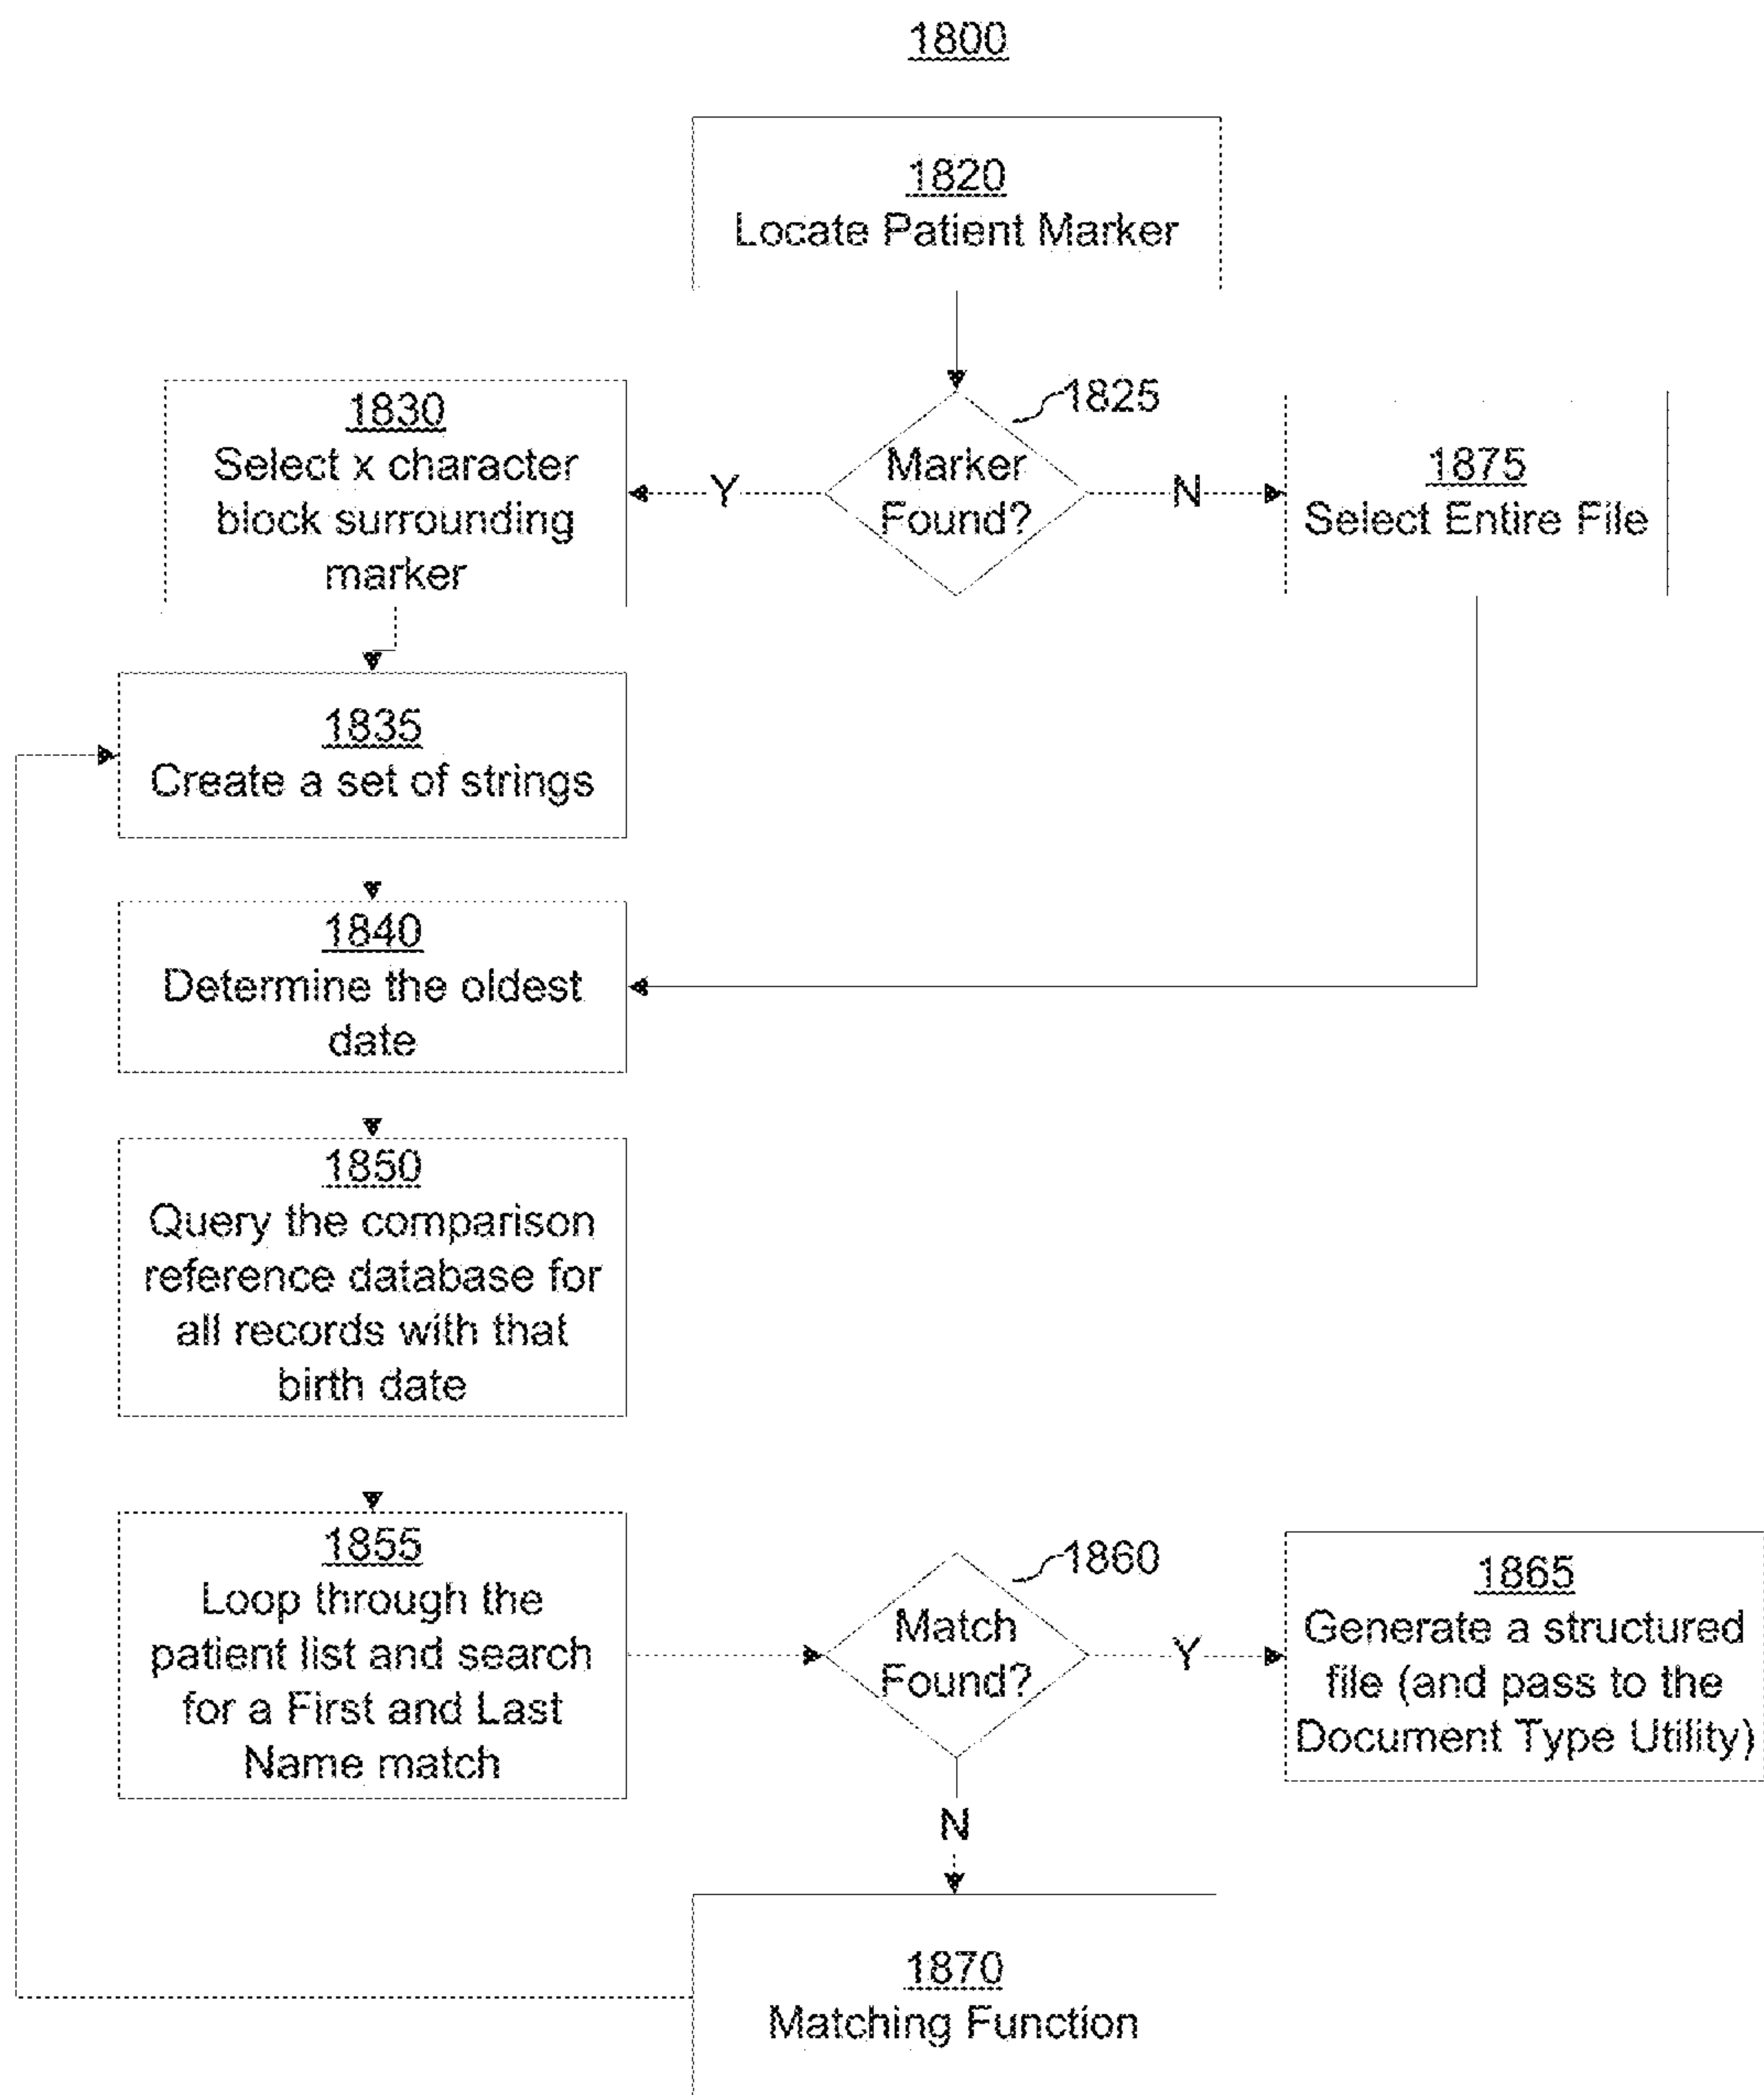 1800
1820
Locate Patient Marker
1825
1830
Select x character
block surrounding
marker
Y
Marker
Found?
N
1875
Select Entire File
1835
Create a set of strings
1840
Determine the oldest
date
1850
Query the comparison
reference database for
all records with that
birth date
1855
Loop through the
patient list and search
for a First and Last
Name match
1860
Match
Found?
Y
1865
Generate a structured
file (and pass to the
Document Type Utility)
N
1870
Matching Function